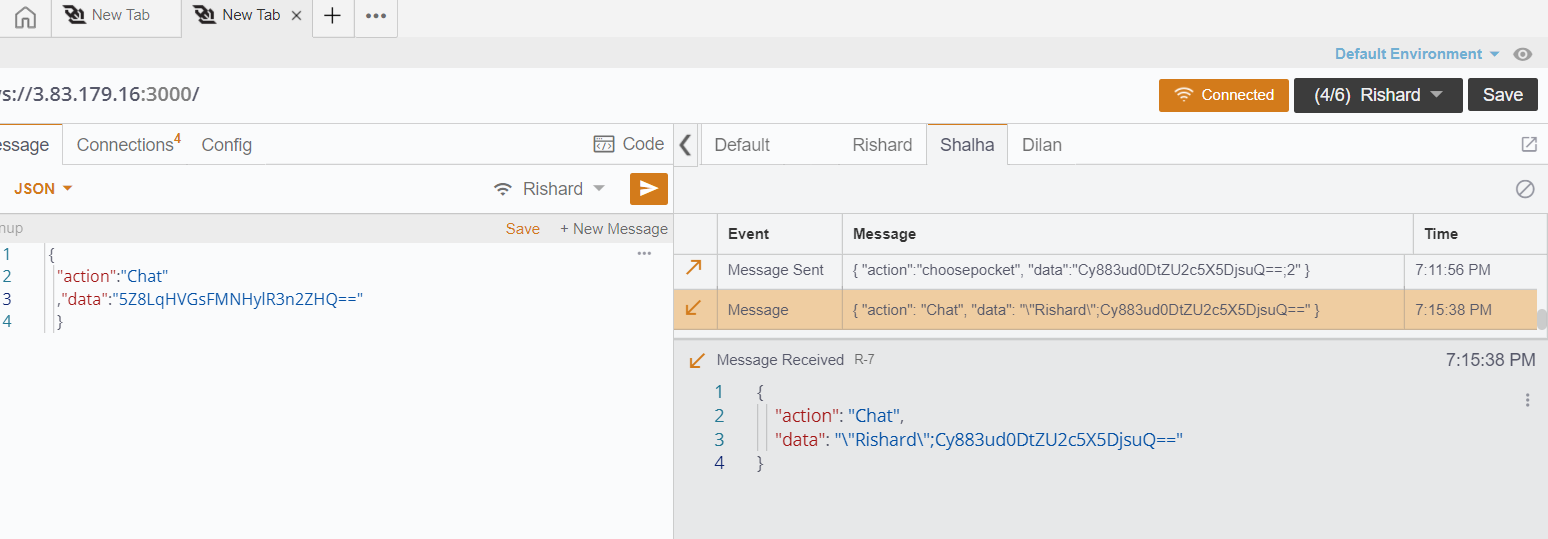 New Tab
New Tab
Default Environment
s://3.83.179.16:3000/
Connected
(4/6) Rishard
Save
essage
Connections4
Config
Code
Default
Rishard
Shalha
Dilan
JSON
Rishard
nup
Save
+ New Message
1 {
2 "action":"Chat"
3 ,"data":"5Z8LqHVGsFMNHylR3n2ZHQ=="
4 }
Event Message Time
Message Sent { "action":"choosepocket", "data":"Cy883ud0DtZU2c5X5DjsuQ==;2" } 7:11:56 PM
Message { "action": "Chat", "data": "\"Rishard\";Cy883ud0DtZU2c5X5DjsuQ==" } 7:15:38 PM
Message Received R-7 7:15:38 PM
1 {
2 "action": "Chat",
3 "data": "\"Rishard\";Cy883ud0DtZU2c5X5DjsuQ=="
4 }